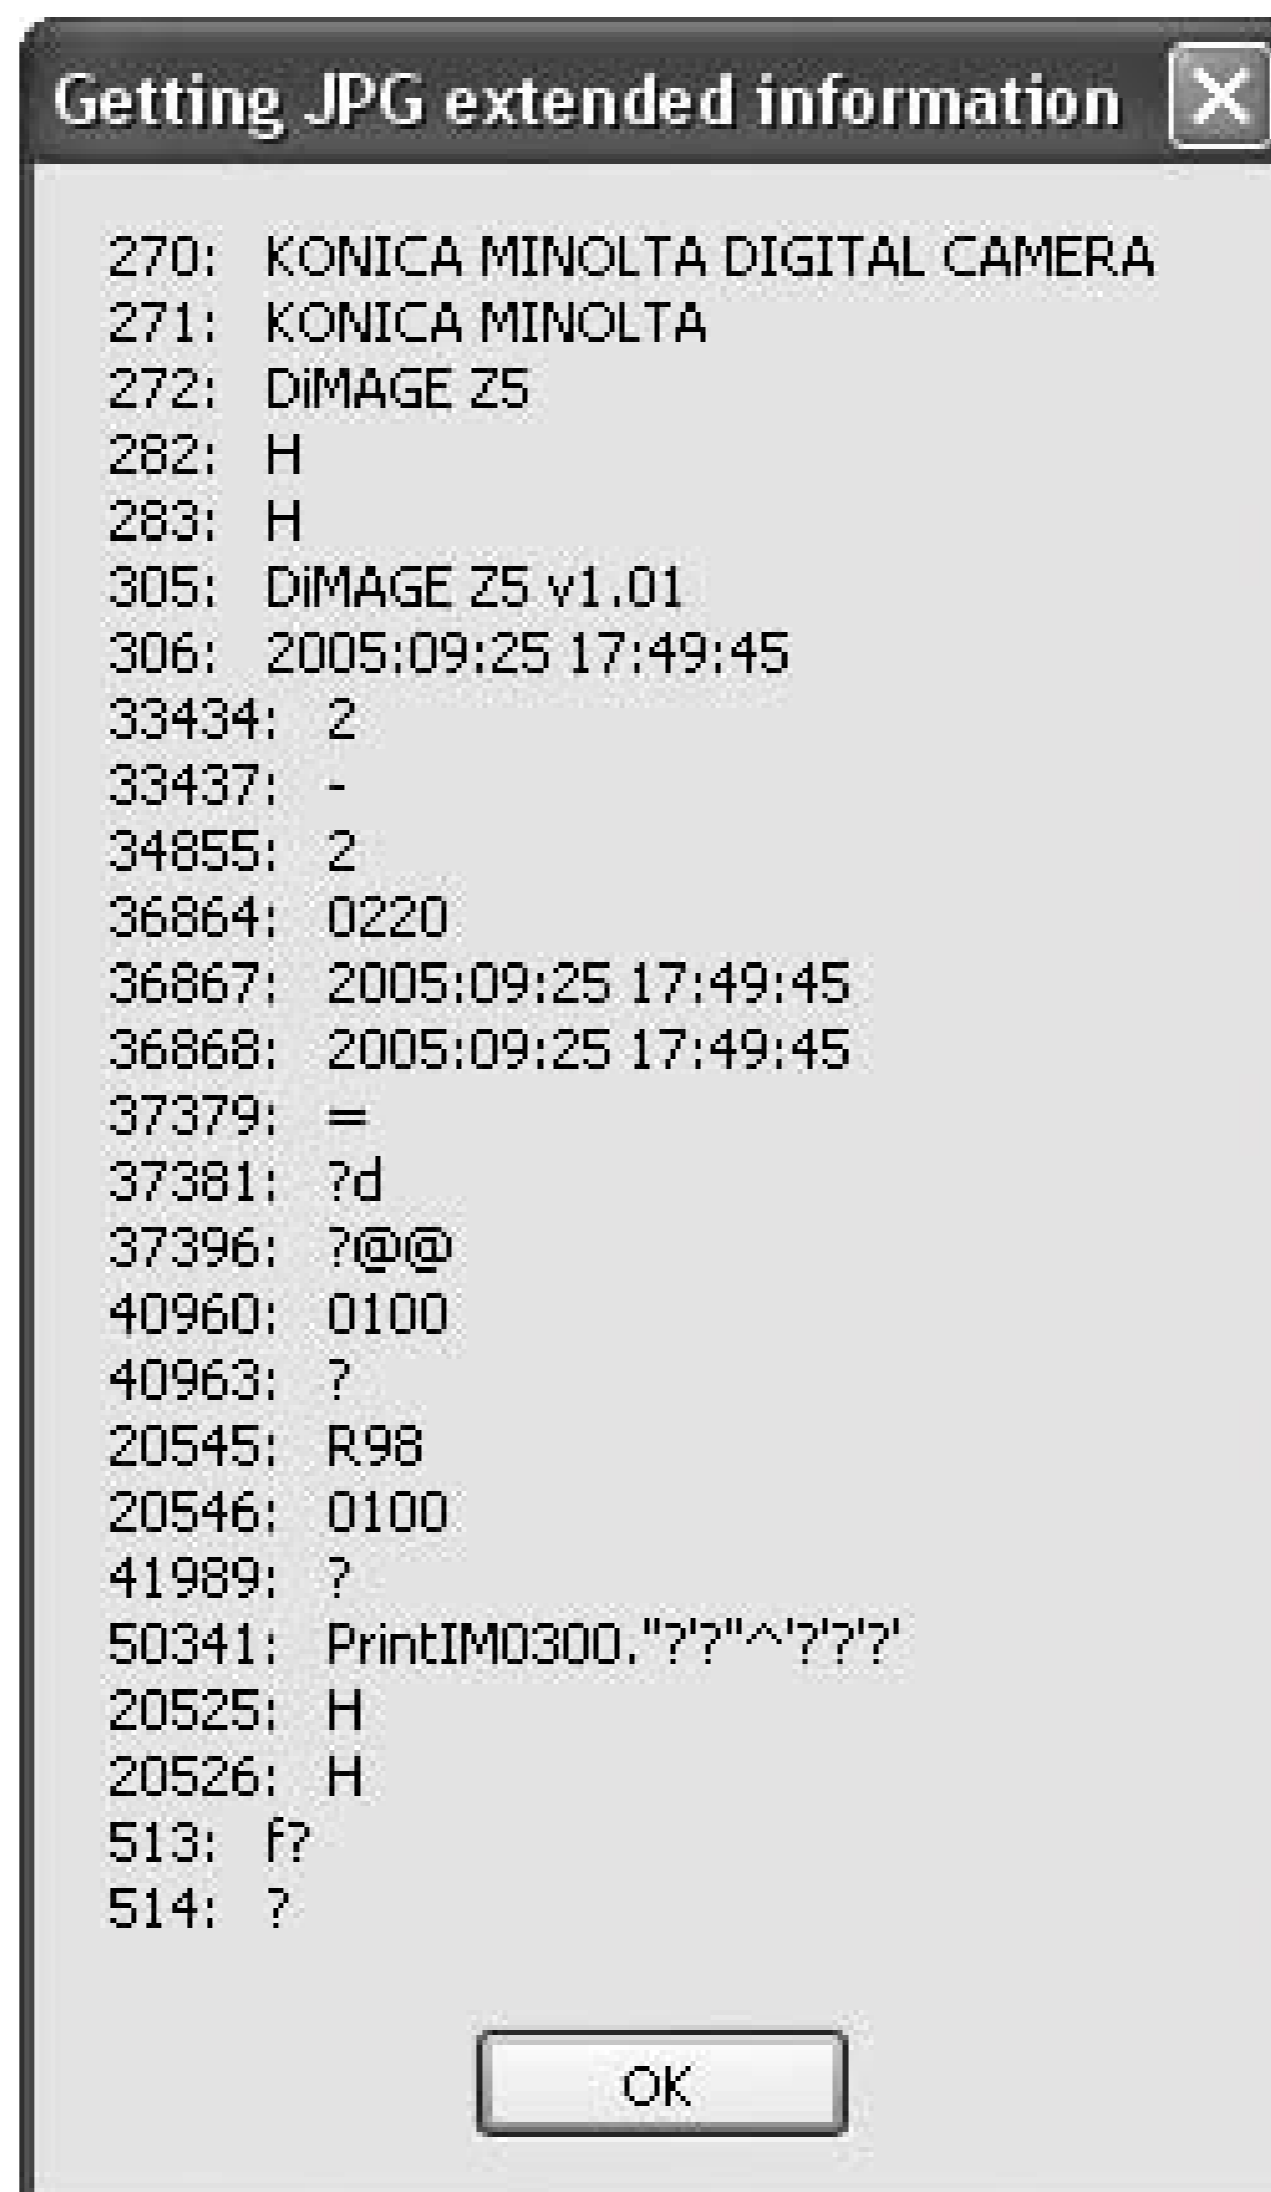 Getting JPG extended information
270: KONICA MINOLTA DIGITAL CAMERA
271: KONICA MINOLTA
272: DiMAGE Z5
282: H
283: H
305: DiMAGE Z5 v1.01
306: 2005:09:25 17:49:45
33434: 2
33437: -
34855: 2
36864: 0220
36867: 2005:09:25 17:49:45
36868: 2005:09:25 17:49:45
37379: =
37381: ?d
37396: ?@@
40960: 0100
40963: ?
20545: R98
20546: 0100
41989: ?
50341: PrintIM0300."?'?"^'?'?'?'
20525: H
20526: H
513: f?
514: ?
OK